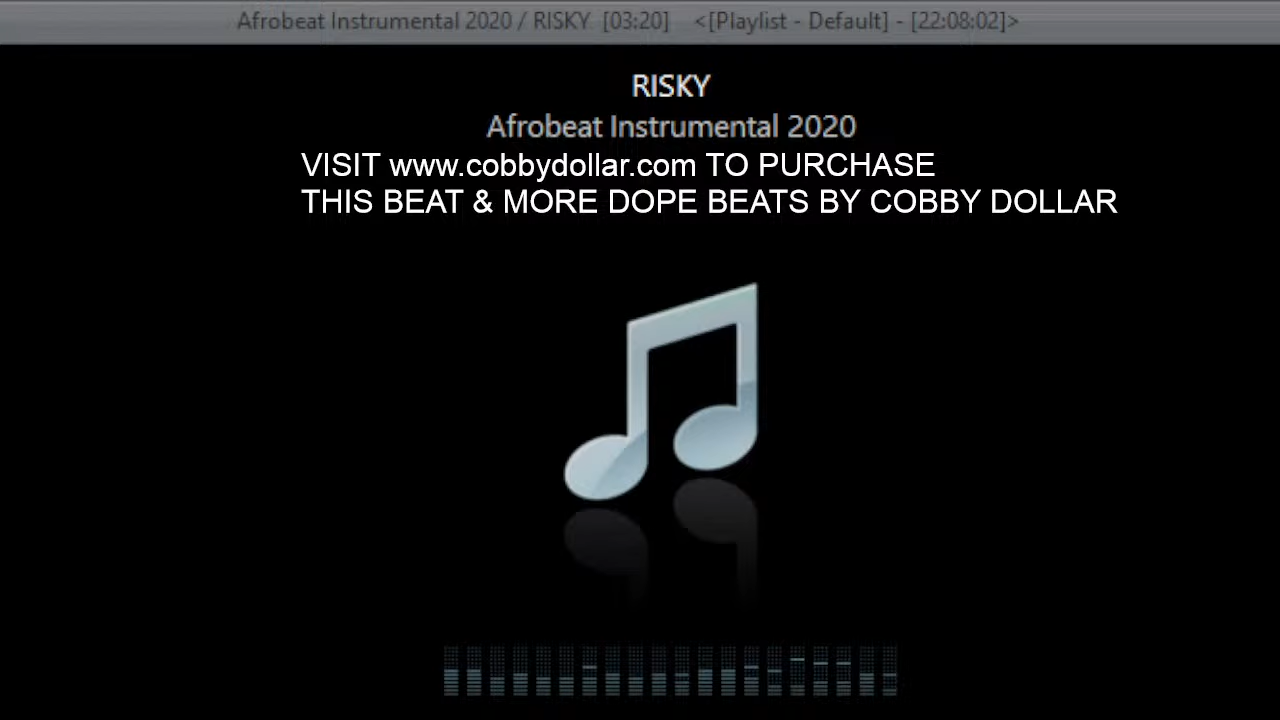 Afrobeat Instrumental 2020 / RISKY [03:20] <[Playlist - Default] - [22:08:02]>
RISKY
Afrobeat Instrumental 2020
VISIT www.cobbydollar.com TO PURCHASE
THIS BEAT & MORE DOPE BEATS BY COBBY DOLLAR